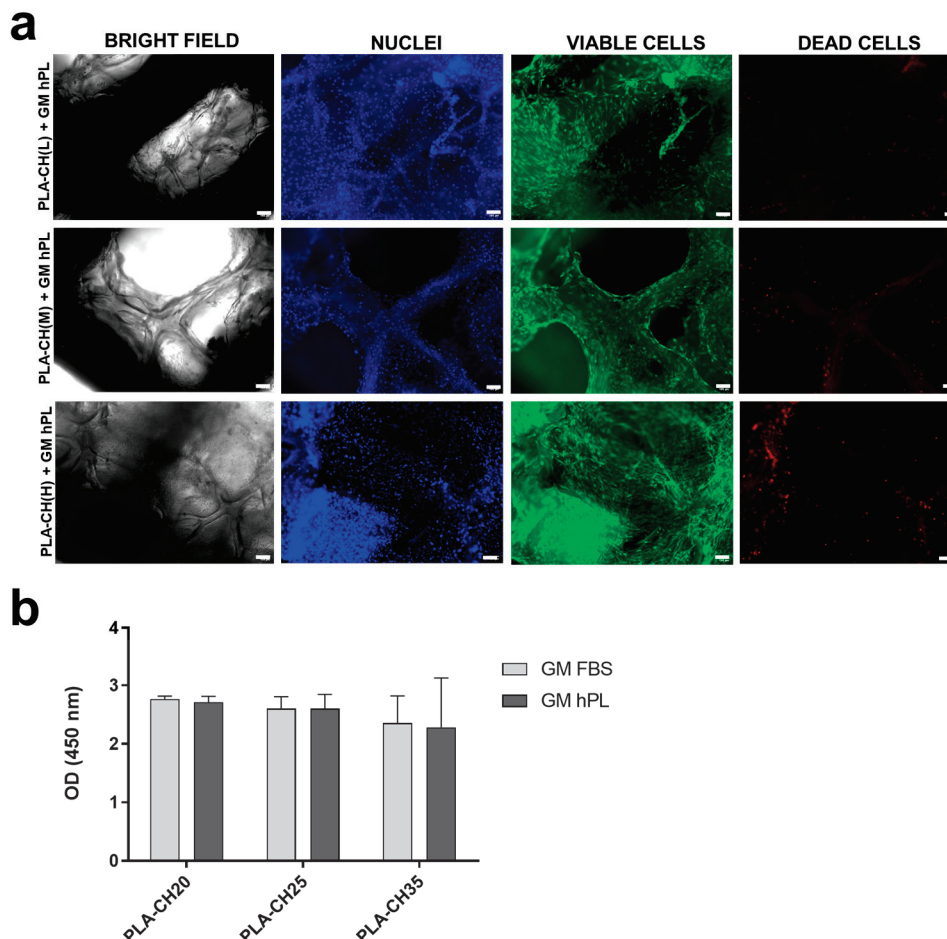 a
BRIGHT FIELD NUCLEI VIABLE CELLS DEAD CELLS
PLA-CH(L) + GM hPL
PLA-CH(M) + GM hPL
PLA-CH(H) + GM hPL
b
OD (450 nm)
4
3
2
1
0
PLA-CH20
PLA-CH25
PLA-CH35
GM FBS
GM hPL